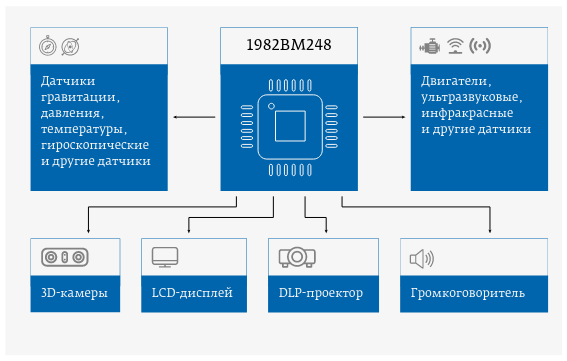 1982ВМ248
Датчики
гравитации,
давления,
температуры,
гироскопические
и другие датчики
Двигатели,
ультразвуковые,
инфракрасные
и другие датчики
3D-камеры
LCD-дисплей
DLP-проектор
Громкоговоритель